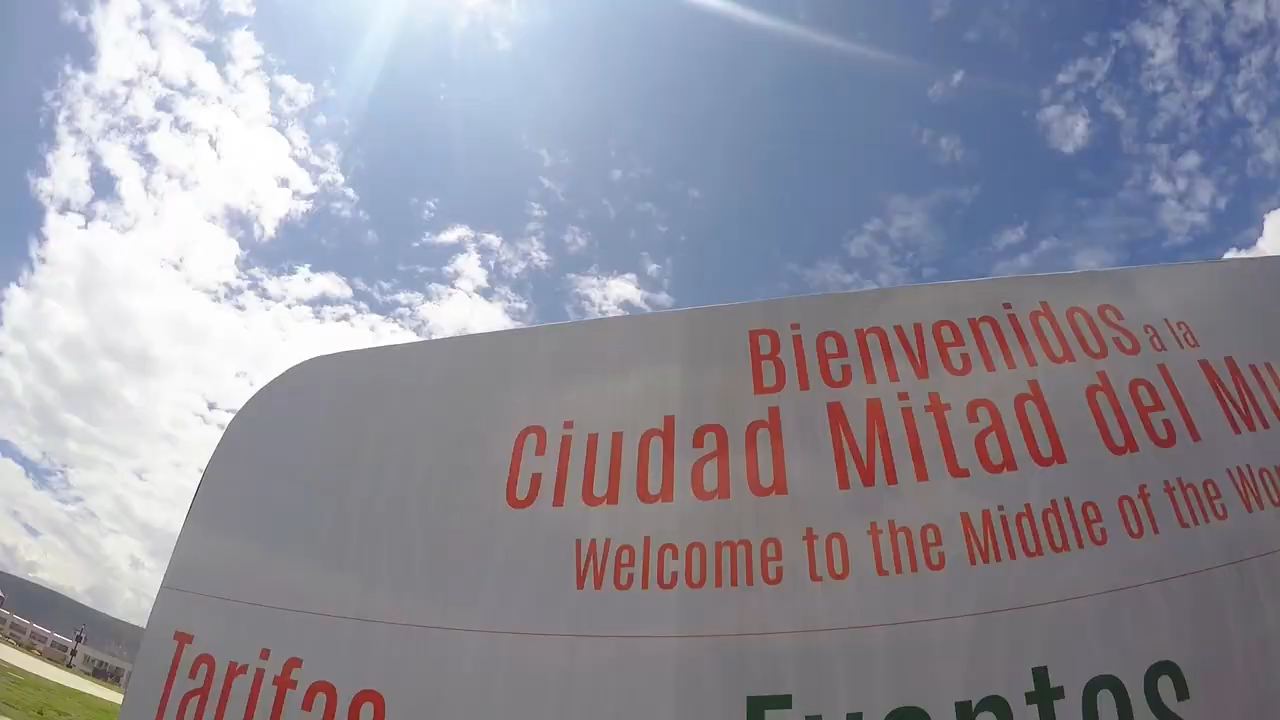 Bienvenidos a la
Ciudad Mitad del Mu
Welcome to the Middle of the Wo
Tarifas
Eventos